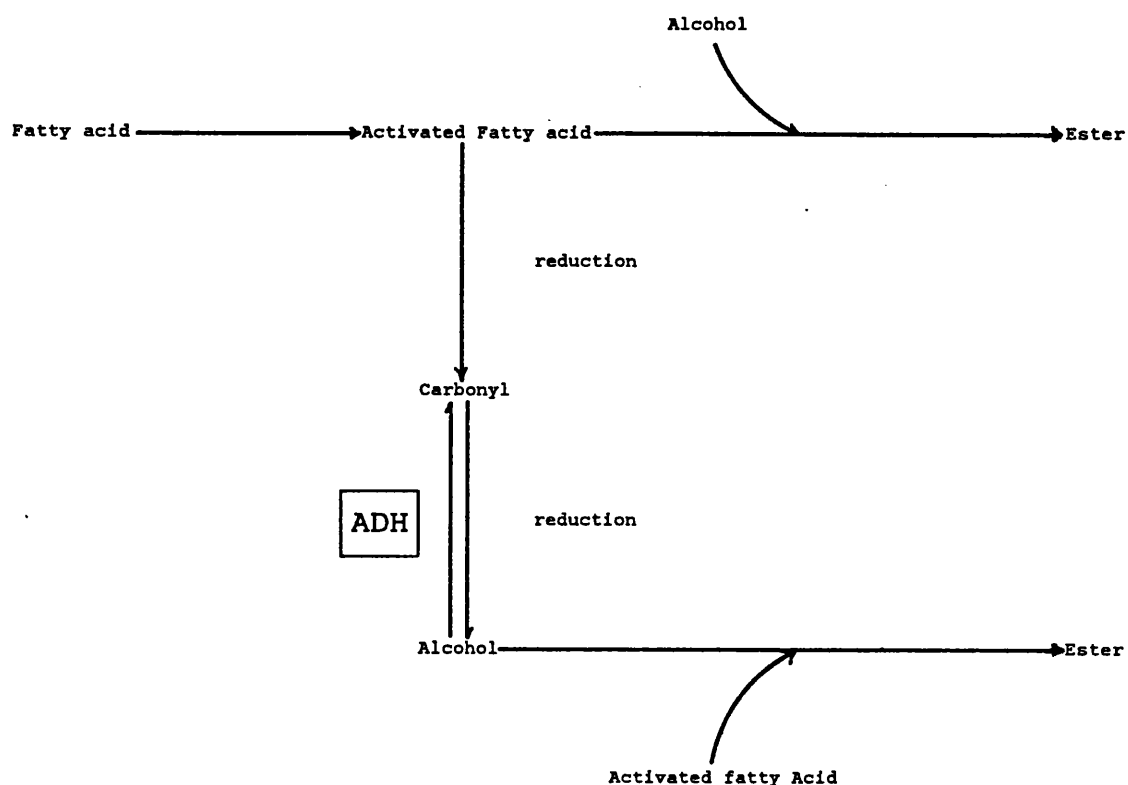 Alcohol
Fatty acid
Activated Fatty acid
Ester
reduction
Carbonyl
ADH
reduction
Alcohol
Ester
Activated fatty Acid